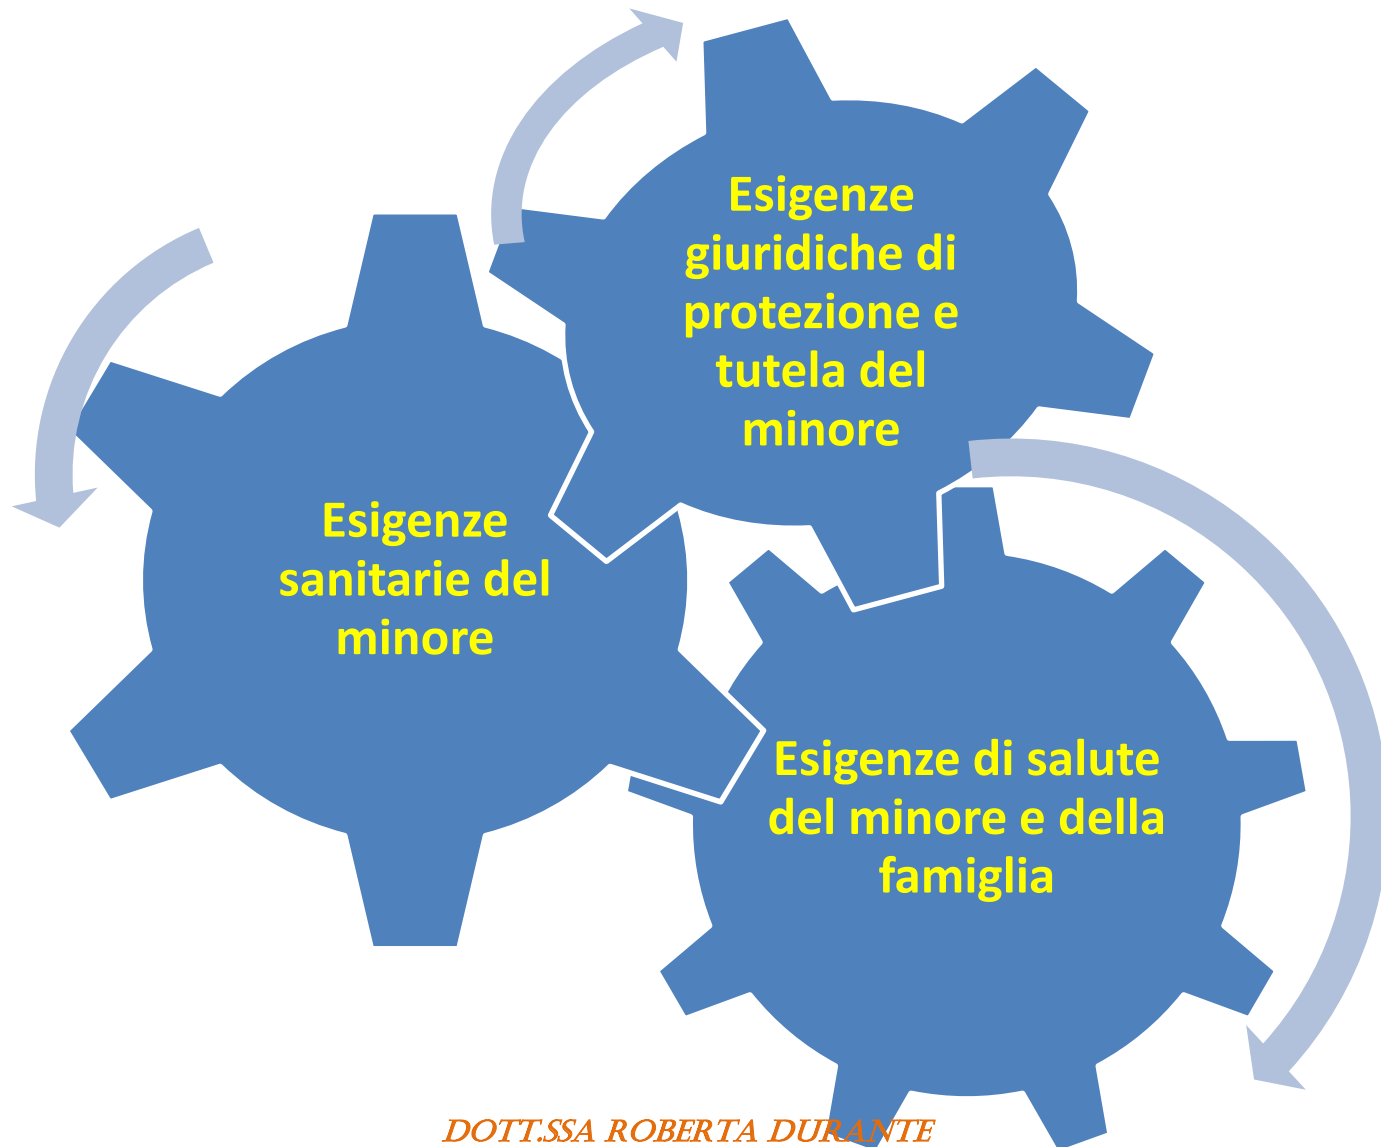 Esigenze
giuridiche di
protezione e
tutela del
minore
Esigenze
sanitarie del
minore
Esigenze di salute
del minore e della
famiglia
DOTT.SSA ROBERTA DURANTE